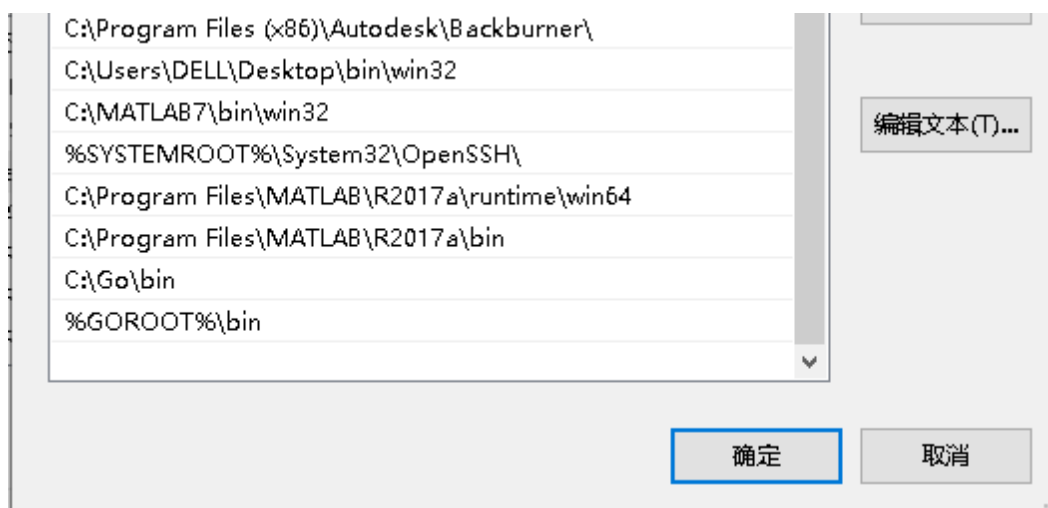 C:\Program Files (x86)\Autodesk\Backburner\
C:\Users\DELL\Desktop\bin\win32
C:\MATLAB7\bin\win32
编辑文本(T)...
%SYSTEMROOT%\System32\OpenSSH\
C:\Program Files\MATLAB\R2017a\runtime\win64
C:\Program Files\MATLAB\R2017a\bin
C:\Go\bin
%GOROOT%\bin
确定
取消